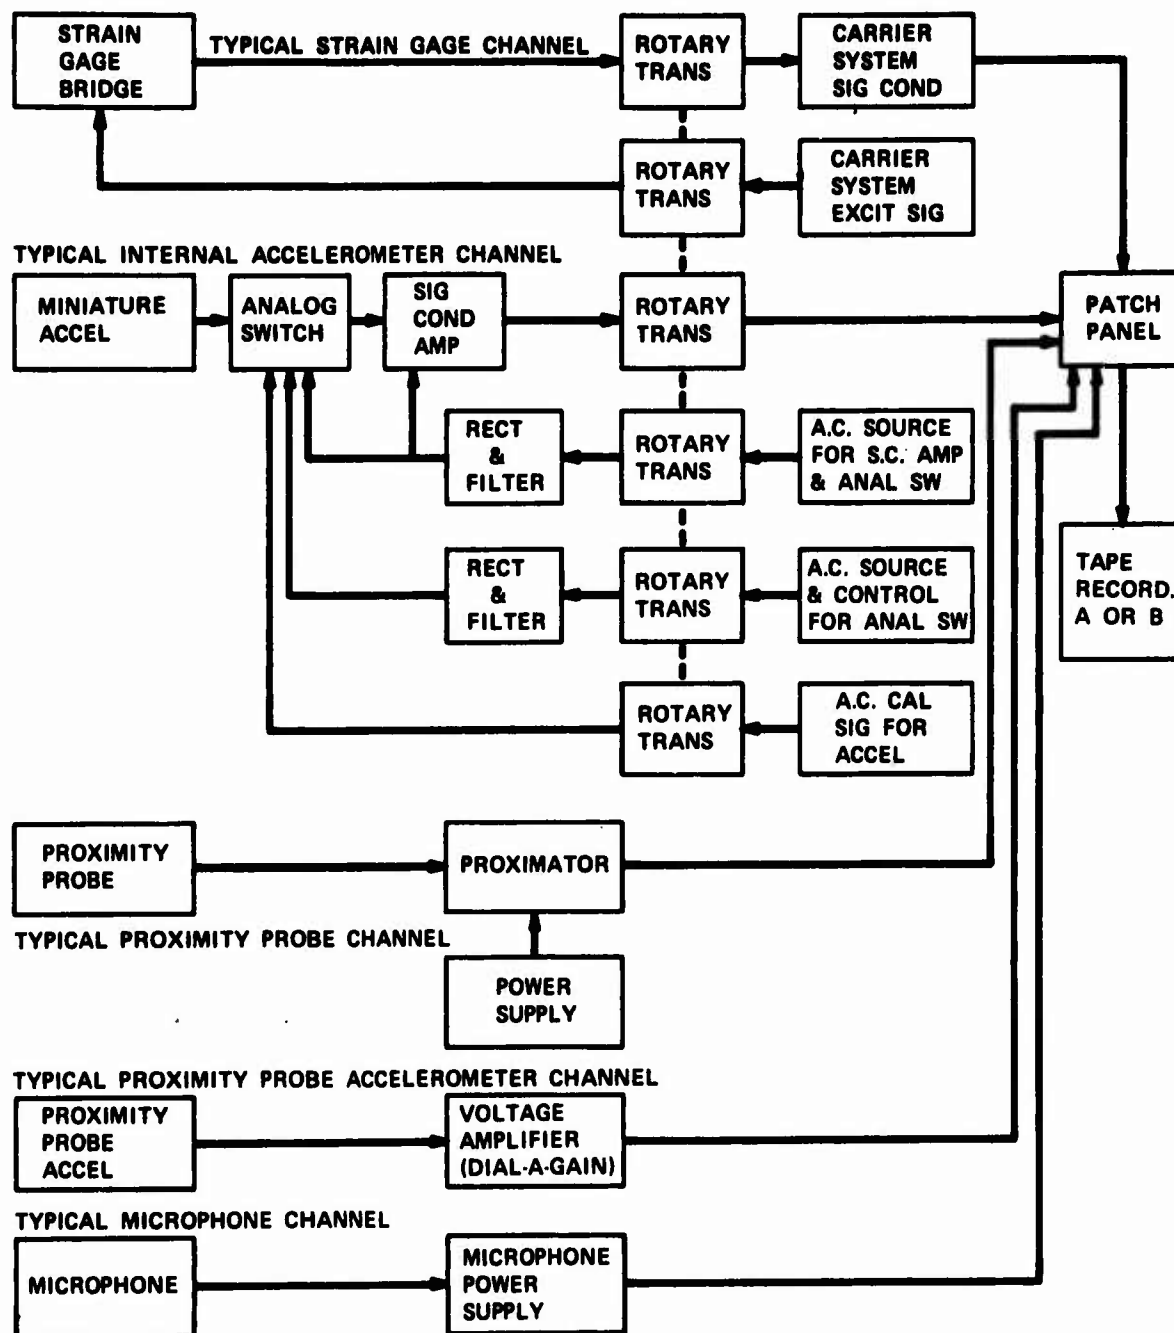 STRAIN
GAGE
BRIDGE
TYPICAL STRAIN GAGE CHANNEL
ROTARY
TRANS
CARRIER
SYSTEM
SIG COND
ROTARY
TRANS
CARRIER
SYSTEM
EXCIT SIG
TYPICAL INTERNAL ACCELEROMETER CHANNEL
MINIATURE
ACCEL
ANALOG
SWITCH
SIG
COND
AMP
ROTARY
TRANS
PATCH
PANEL
RECT
&
FILTER
ROTARY
TRANS
A.C. SOURCE
FOR S.C. AMP
& ANAL SW
RECT
&
FILTER
ROTARY
TRANS
A.C. SOURCE
& CONTROL
FOR ANAL SW
TAPE
RECORD.
A OR B
ROTARY
TRANS
A.C. CAL
SIG FOR
ACCEL
PROXIMITY
PROBE
PROXIMATOR
TYPICAL PROXIMITY PROBE CHANNEL
POWER
SUPPLY
TYPICAL PROXIMITY PROBE ACCELEROMETER CHANNEL
PROXIMITY
PROBE
ACCEL
VOLTAGE
AMPLIFIER
(DIAL-A-GAIN)
TYPICAL MICROPHONE CHANNEL
MICROPHONE
MICROPHONE
POWER
SUPPLY